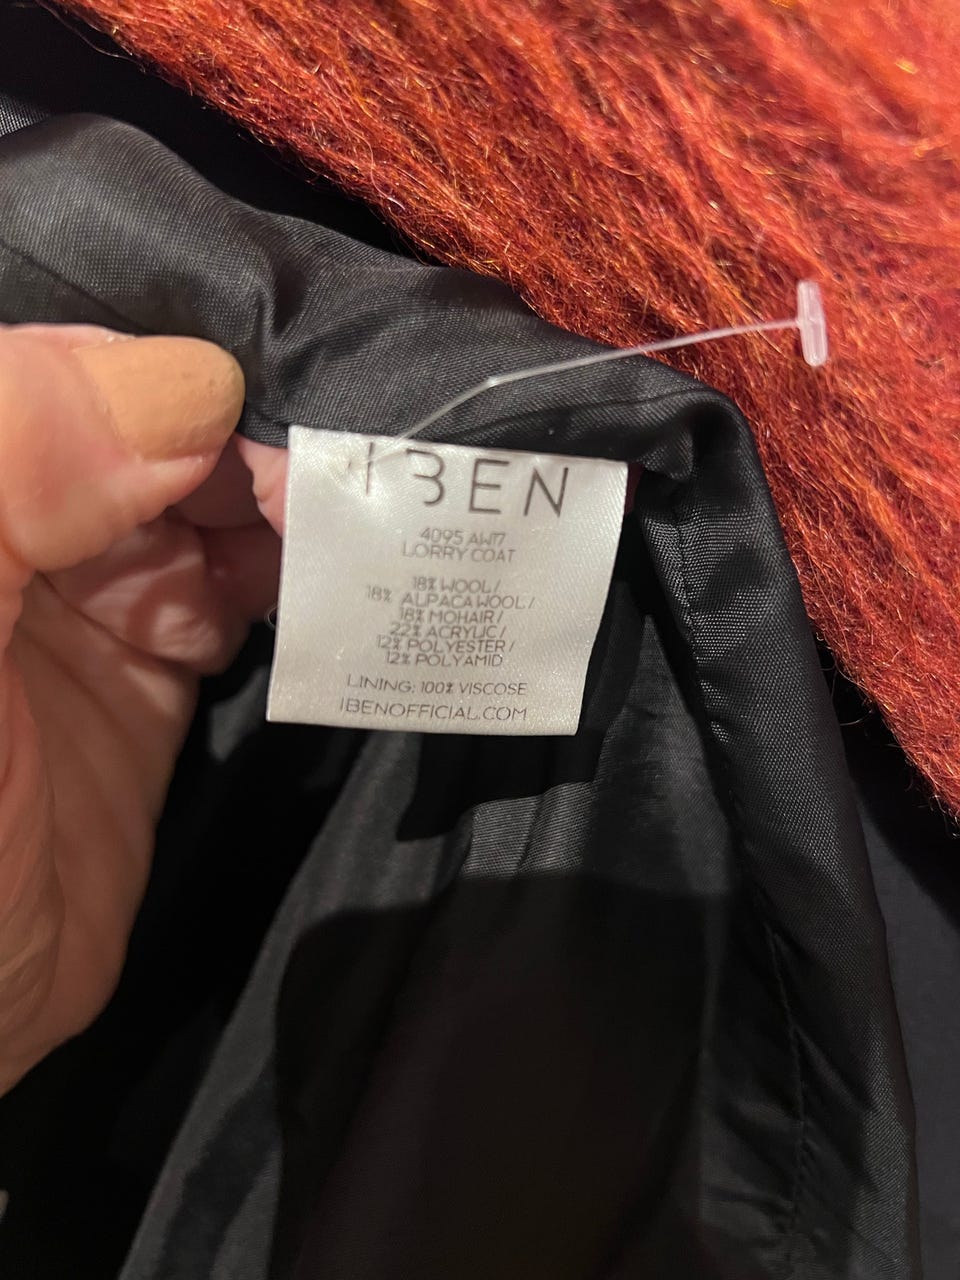 IBEN
4095 AW17
LORRY COAT
18% WOOL/
18% ALPACA WOOL/
18% MOHAIR/
22% ACRYLIC/
12% POLYESTER/
12% POLYAMID
LINING: 100% VISCOSE
IBENOFFICIAL.COM